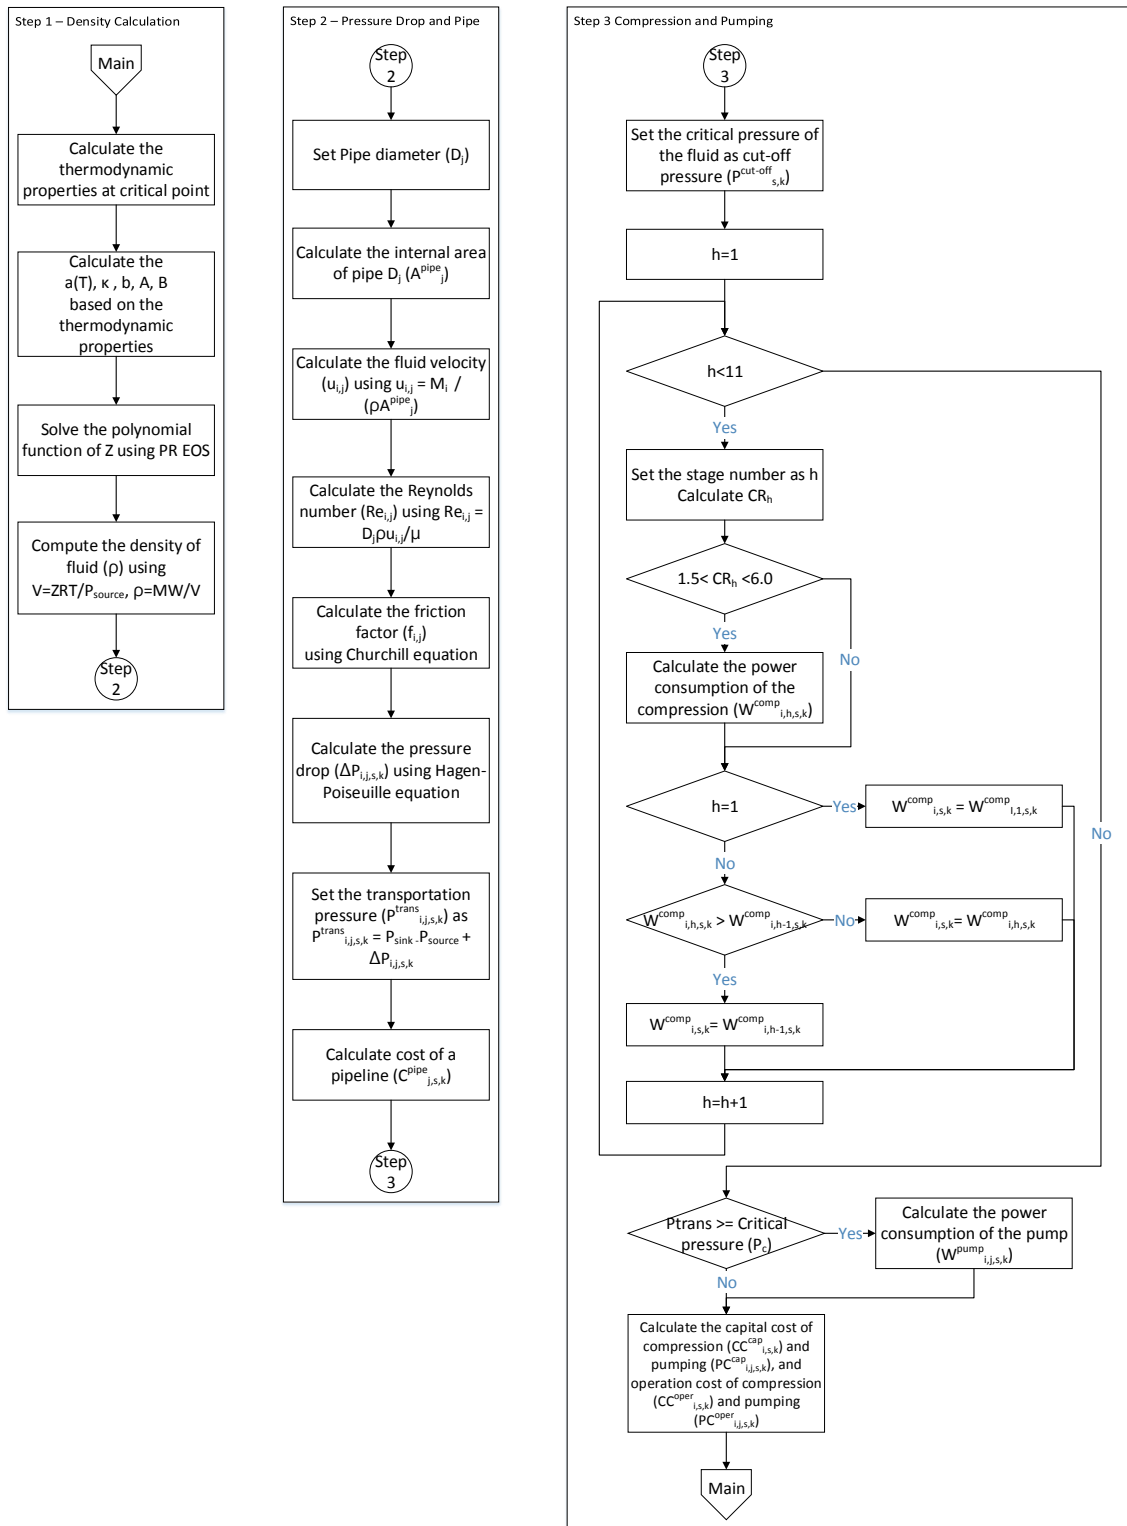 Step 1 – Density Calculation
Main
Calculate the
thermodynamic
properties at critical point
Calculate the
a(T), κ , b, A, B
based on the
thermodynamic
properties
Solve the polynomial
function of Z using PR EOS
Compute the density of
fluid (ρ) using
V=ZRT/Psource, ρ=MW/V
Step
2
Step 2 – Pressure Drop and Pipe
Step
2
Set Pipe diameter (Dj)
Calculate the internal area
of pipe Dj (Apipej)
Calculate the fluid velocity
(ui,j) using ui,j = Mi /
(ρApipej)
Calculate the Reynolds
number (Rei,j) using Rei,j =
Djρui,j/μ
Calculate the friction
factor (fi,j)
using Churchill equation
Calculate the pressure
drop (ΔPi,j,s,k) using Hagen-
Poiseuille equation
Set the transportation
pressure (Ptransi,j,s,k) as
Ptransi,j,s,k = Psink -Psource +
ΔPi,j,s,k
Calculate cost of a
pipeline (Cpipej,s,k)
Step
3
Step 3 Compression and Pumping
Step
3
Set the critical pressure of
the fluid as cut-off
pressure (Pcut-offs,k)
h=1
h<11
Yes
Set the stage number as h
Calculate CRh
1.5< CRh <6.0
Yes
No
Calculate the power
consumption of the
compression (Wcompi,h,s,k)
h=1
Yes
Wcompi,s,k = WcompI,1,s,k
No
No
Wcompi,h,s,k > Wcompi,h-1,s,k
No
Wcompi,s,k= Wcompi,h,s,k
Yes
Wcompi,s,k= Wcompi,h-1,s,k
h=h+1
Ptrans >= Critical
pressure (Pc)
Yes
Calculate the power
consumption of the pump
(Wpumpi,j,s,k)
No
Calculate the capital cost of
compression (CCcapi,s,k) and
pumping (PCcapi,j,s,k), and
operation cost of compression
(CCoperi,s,k) and pumping
(PCoperi,j,s,k)
Main